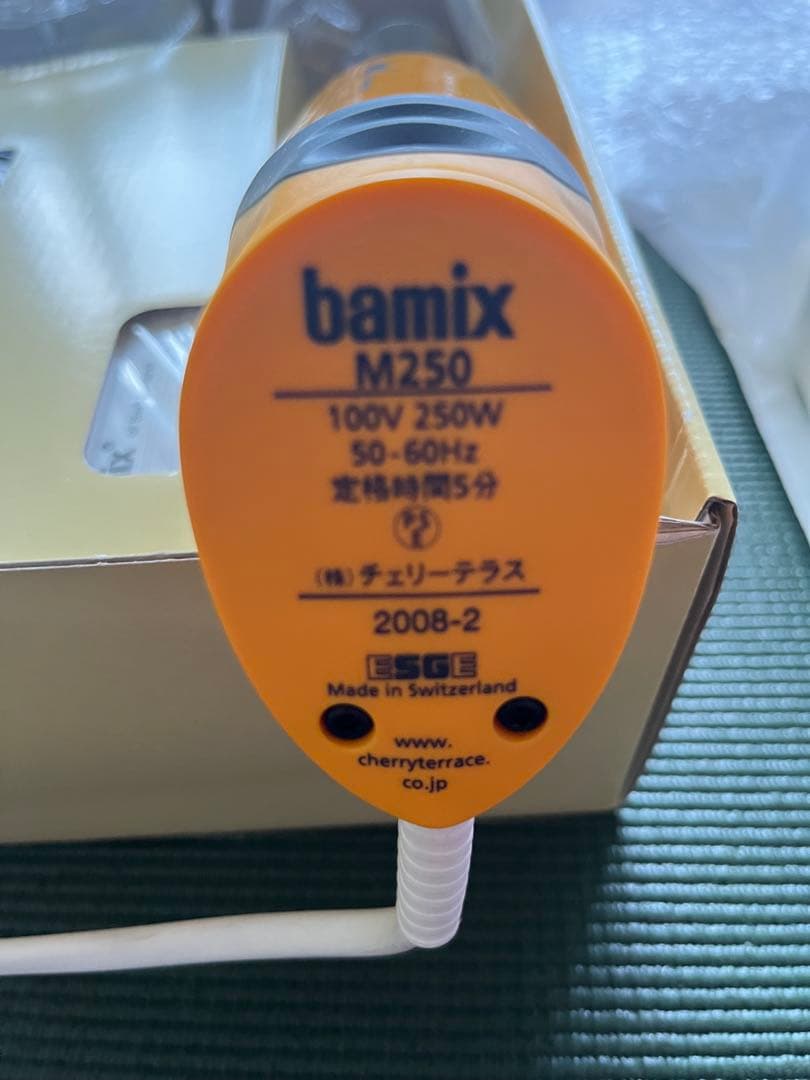 bamix
M250
100V 250W
50-60Hz
定格時間5分
PS
E
(株)チェリーテラス
2008-2
ESGE
Made in Switzerland
www.
cherryterrace.
co.jp